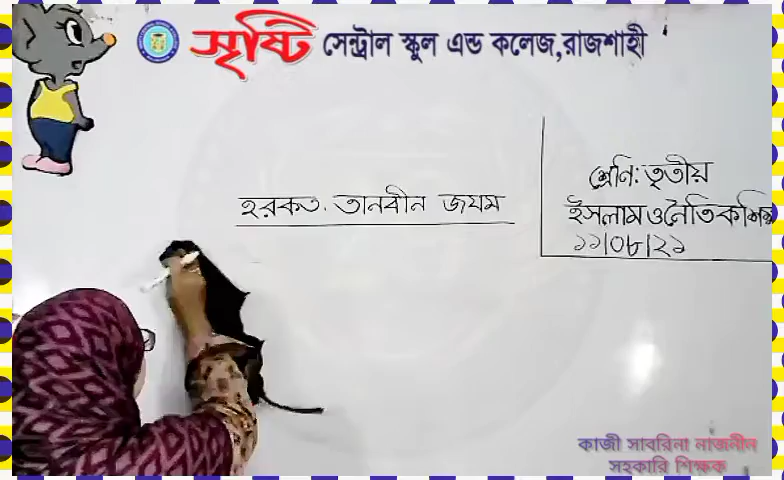 সৃষ্টি সেন্ট্রাল স্কুল এন্ড কলেজ,রাজশাহী
হরকত. তানবীন জযম
শ্রেনি: তৃতীয়
ইসলাম ও নৈতিক শিক্ষা
১১/০৮/২১
কাজী সাবরিনা নাজনীন
সহকারি শিক্ষক